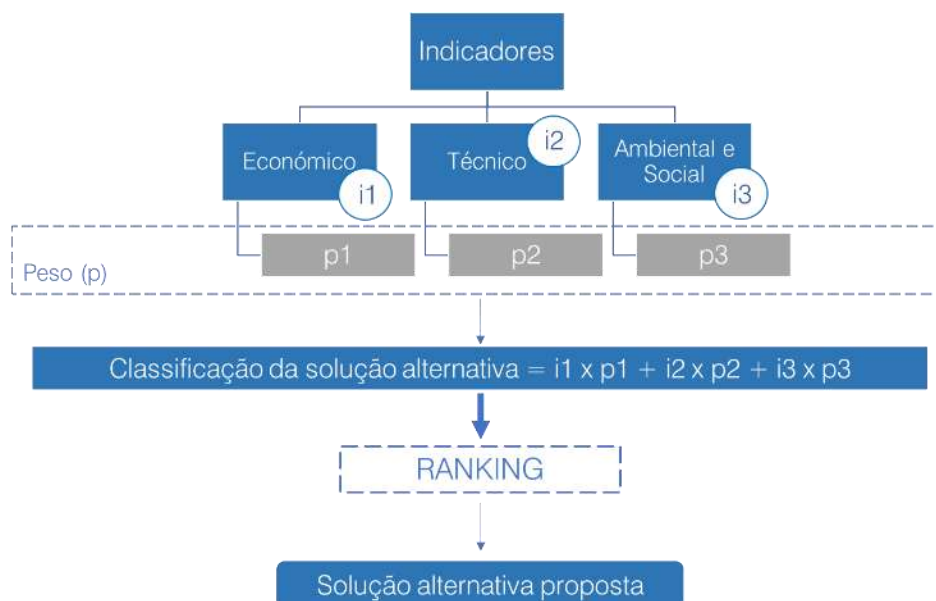 Indicadores
Económico
i1
Técnico
i2
Ambiental e
Social
i3
Peso (p)
p1
p2
p3
Classificação da solução alternativa = i1 x p1 + i2 x p2 + i3 x p3
RANKING
Solução alternativa proposta